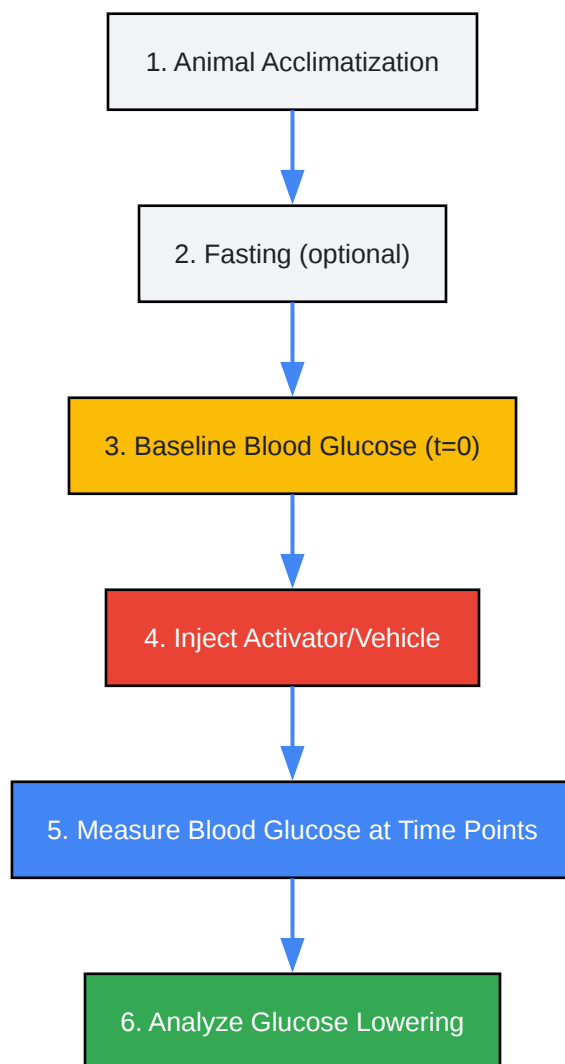 1. Animal Acclimatization
2. Fasting (optional)
3. Baseline Blood Glucose (t=0)
4. Inject Activator/Vehicle
5. Measure Blood Glucose at Time Points
6. Analyze Glucose Lowering